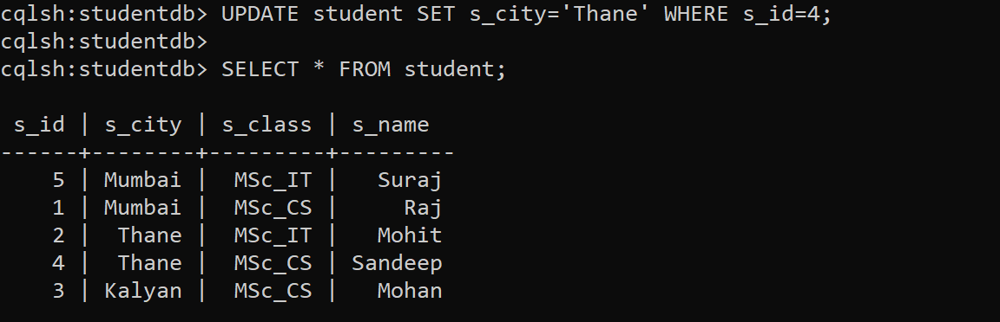 cqlsh:studentdb> UPDATE student SET s_city='Thane' WHERE s_id=4;
cqlsh:studentdb>
cqlsh:studentdb> SELECT * FROM student;
 s_id | s_city | s_class | s_name
------+--------+---------+---------
    5 | Mumbai |  MSc_IT |   Suraj
    1 | Mumbai |  MSc_CS |     Raj
    2 |  Thane |  MSc_IT |   Mohit
    4 |  Thane |  MSc_CS | Sandeep
    3 | Kalyan |  MSc_CS |   Mohan